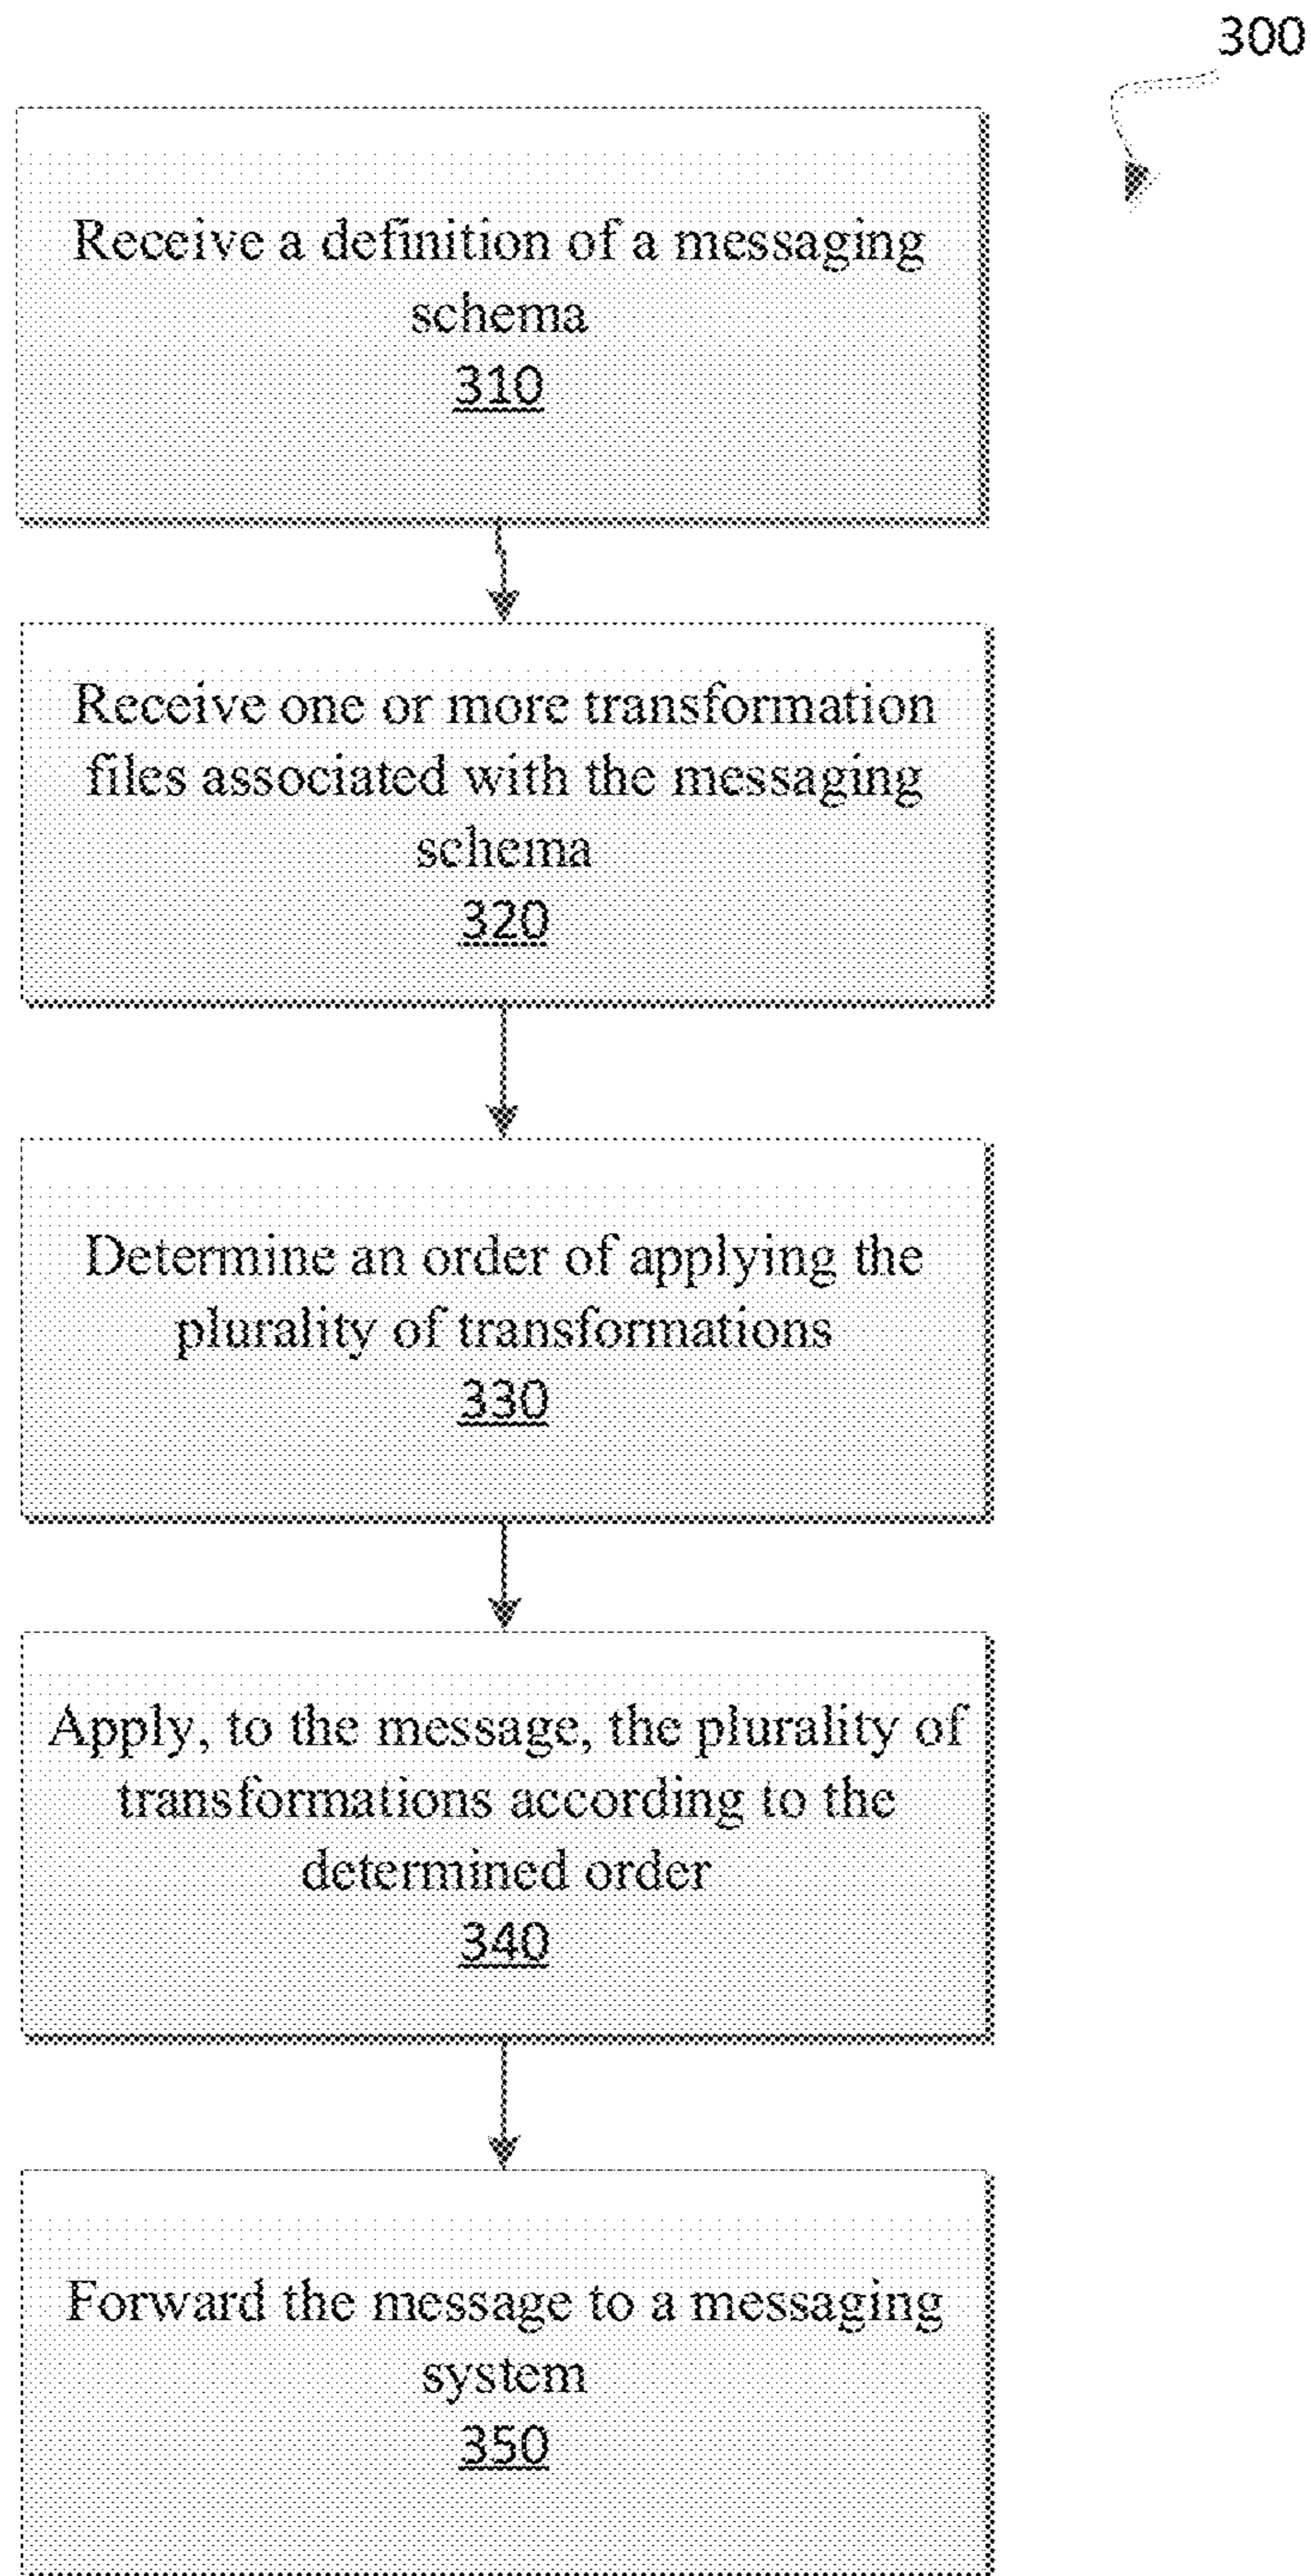 300
Receive a definition of a messaging
schema
310
Receive one or more transformation
files associated with the messaging
schema
320
Determine an order of applying the
plurality of transformations
330
Apply, to the message, the plurality of
transformations according to the
determined order
340
Forward the message to a messaging
system
350